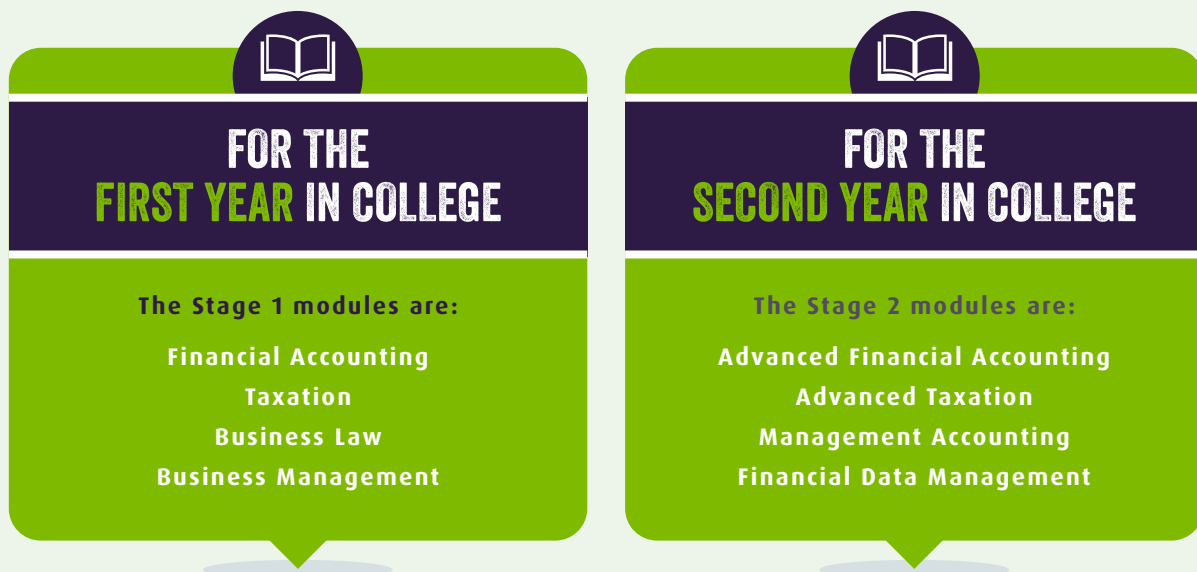 FOR THE
FIRST YEAR IN COLLEGE
The Stage 1 modules are:
Financial Accounting
Taxation
Business Law
Business Management
FOR THE
SECOND YEAR IN COLLEGE
The Stage 2 modules are:
Advanced Financial Accounting
Advanced Taxation
Management Accounting
Financial Data Management